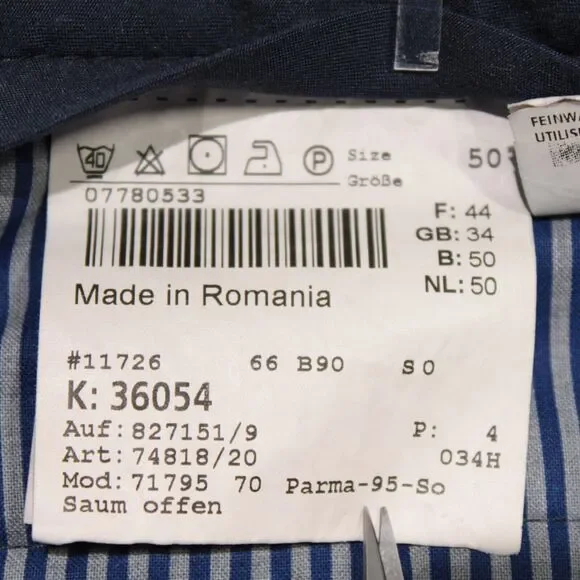 40 P Size 50
Größe
07780533
F: 44
GB: 34
B: 50
NL: 50
Made in Romania
#11726 66 B90 S0
K: 36054
Auf: 827151/9 P: 4
Art: 74818/20 034H
Mod: 71795 70 Parma-95-So
Saum offen
FEINWA
UTILIS